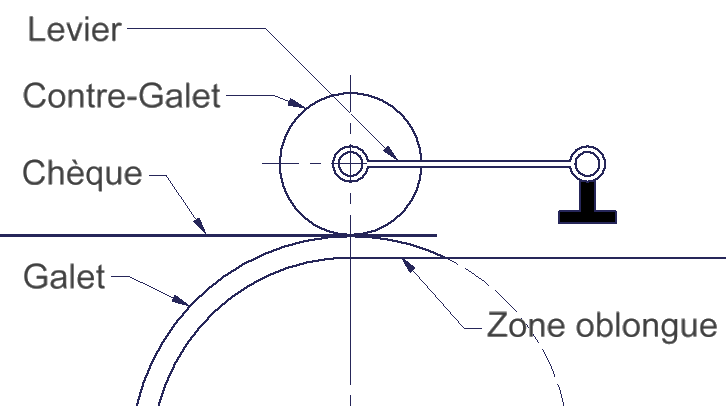 Levier
Contre-Galet
Chèque
Galet
Zone oblongue